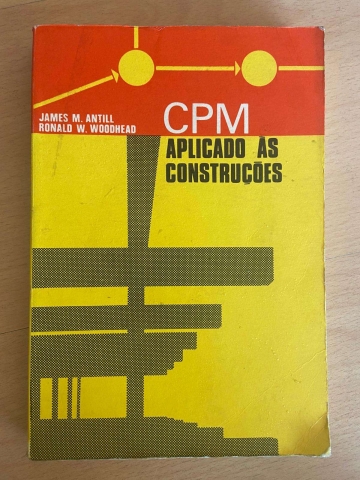 JAMES M. ANTILL
RONALD W. WOODHEAD
CPM
APLICADO ÀS
CONSTRUÇÕES